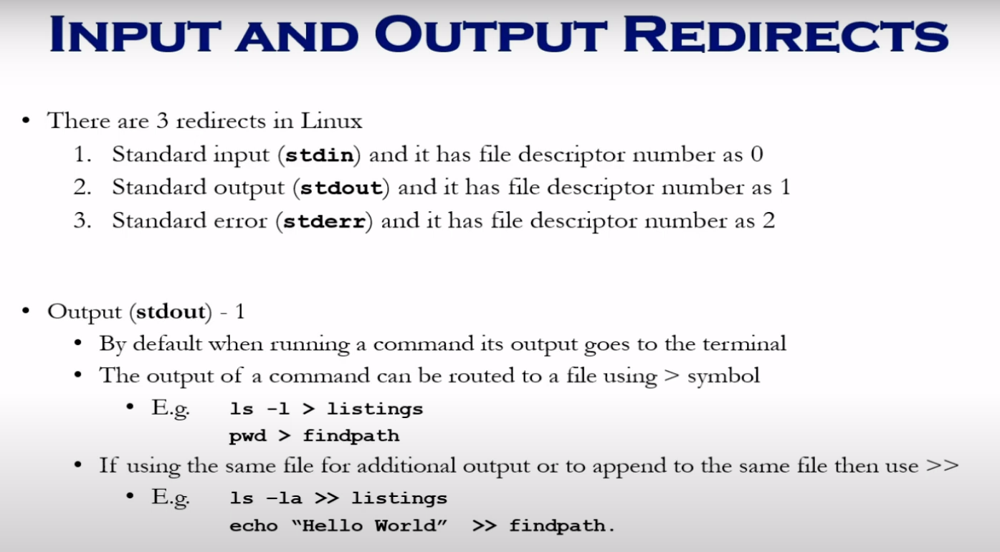 INPUT AND OUTPUT REDIRECTS
• There are 3 redirects in Linux
1. Standard input (stdin) and it has file descriptor number as 0
2. Standard output (stdout) and it has file descriptor number as 1
3. Standard error (stderr) and it has file descriptor number as 2
• Output (stdout) - 1
• By default when running a command its output goes to the terminal
• The output of a command can be routed to a file using > symbol
• E.g. ls -l > listings
pwd > findpath
• If using the same file for additional output or to append to the same file then use >>
• E.g. ls –la >> listings
echo “Hello World” >> findpath.